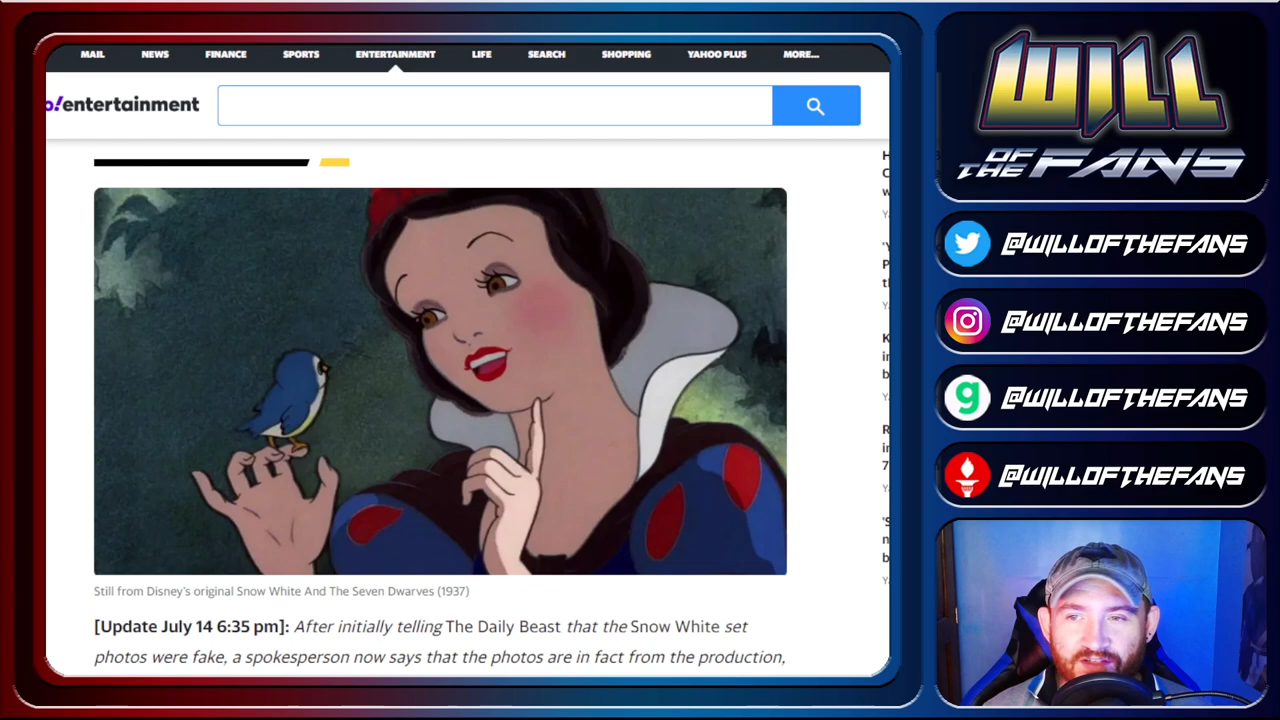 MAIL NEWS FINANCE SPORTS ENTERTAINMENT LIFE SEARCH SHOPPING YAHOO PLUS MORE...
o!entertainment
Still from Disney's original Snow White And The Seven Dwarves (1937)
[Update July 14 6:35 pm]: After initially telling The Daily Beast that the Snow White set
photos were fake, a spokesperson now says that the photos are in fact from the production,
WILL
OF THE FANS
@WILLOFTHEFANS
@WILLOFTHEFANS
@WILLOFTHEFANS
@WILLOFTHEFANS